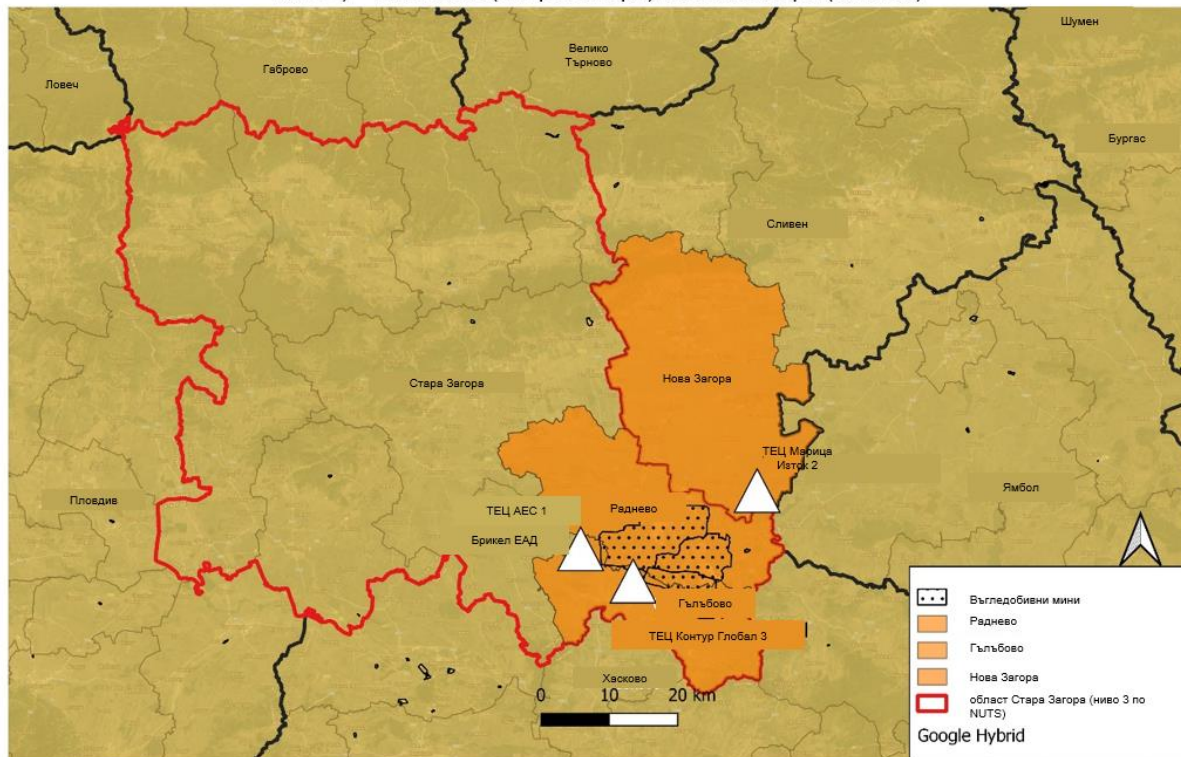 Шумен
Велико
Търново
Габрово
Ловеч
Бургас
Сливен
Стара Загора
Нова Загора
ТЕЦ Марица
Изток 2
Ямбол
Пловдив
ТЕЦ АЕС 1
Раднево
Брикел ЕАД
Гълъбово
ТЕЦ Контур Глобал 3
Хасково
0 10 20 km
Въгледобивни мини
Раднево
Гълъбово
Нова Загора
област Стара Загора (ниво 3 по
NUTS)
Google Hybrid